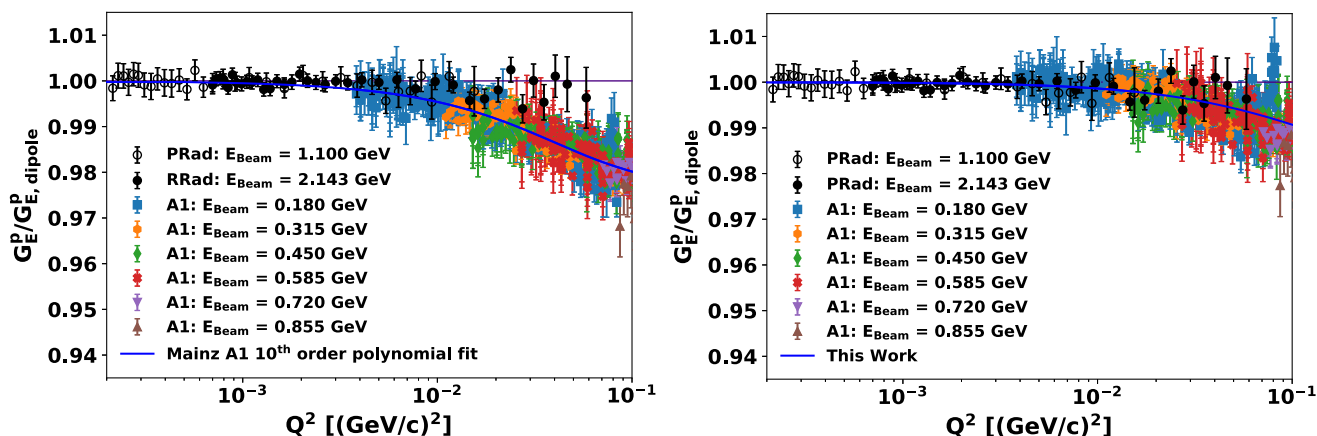 1.01
1.00
0.99
0.98
0.97
0.96
0.95
0.94
G_E^p/G_{E, dipole}^p
PRad: E_Beam = 1.100 GeV
RRad: E_Beam = 2.143 GeV
A1: E_Beam = 0.180 GeV
A1: E_Beam = 0.315 GeV
A1: E_Beam = 0.450 GeV
A1: E_Beam = 0.585 GeV
A1: E_Beam = 0.720 GeV
A1: E_Beam = 0.855 GeV
Mainz A1 10^th order polynomial fit
10^−3 10^−2 10^−1
Q^2 [(GeV/c)^2]
1.01
1.00
0.99
0.98
0.97
0.96
0.95
0.94
G_E^p/G_{E, dipole}^p
PRad: E_Beam = 1.100 GeV
PRad: E_Beam = 2.143 GeV
A1: E_Beam = 0.180 GeV
A1: E_Beam = 0.315 GeV
A1: E_Beam = 0.450 GeV
A1: E_Beam = 0.585 GeV
A1: E_Beam = 0.720 GeV
A1: E_Beam = 0.855 GeV
This Work
10^−3 10^−2 10^−1
Q^2 [(GeV/c)^2]